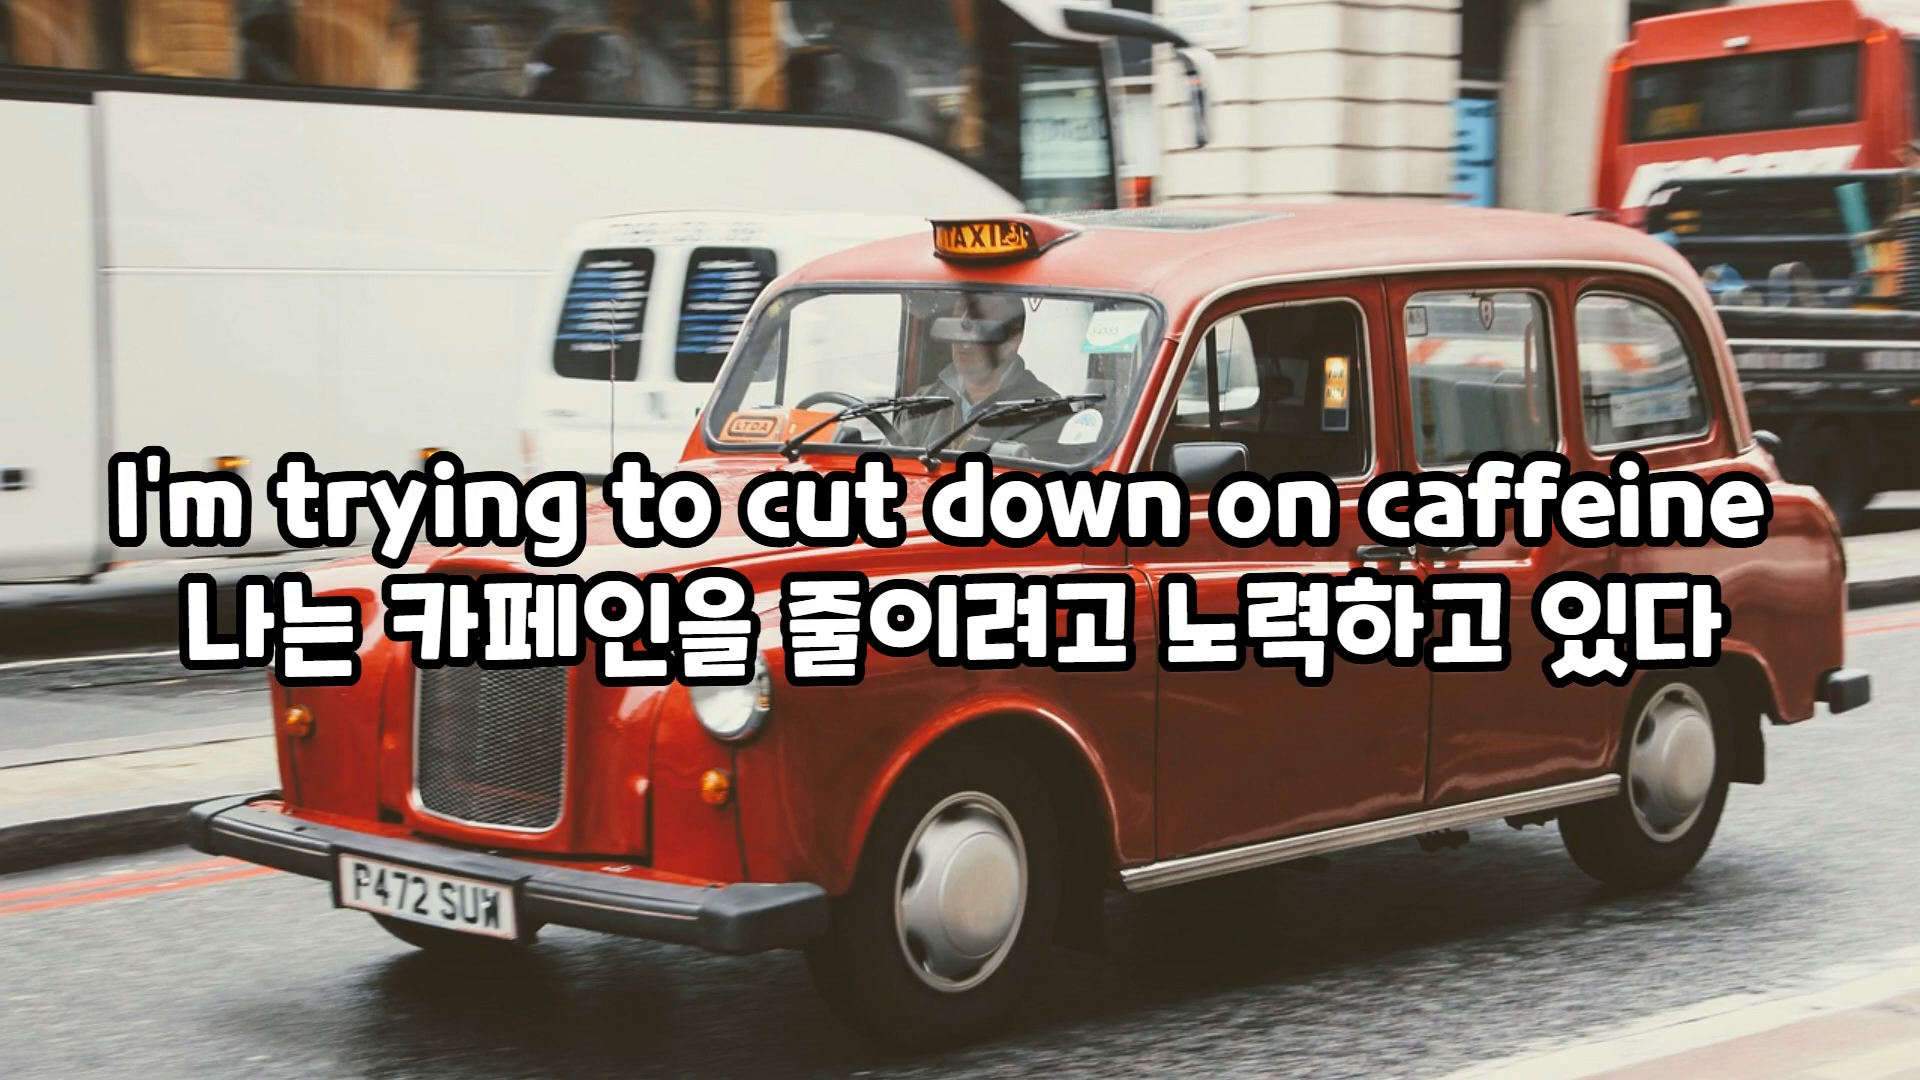 TAXI
LTDA
I'm trying to cut down on caffeine
나는 카페인을 줄이려고 노력하고 있다
P472 SUW